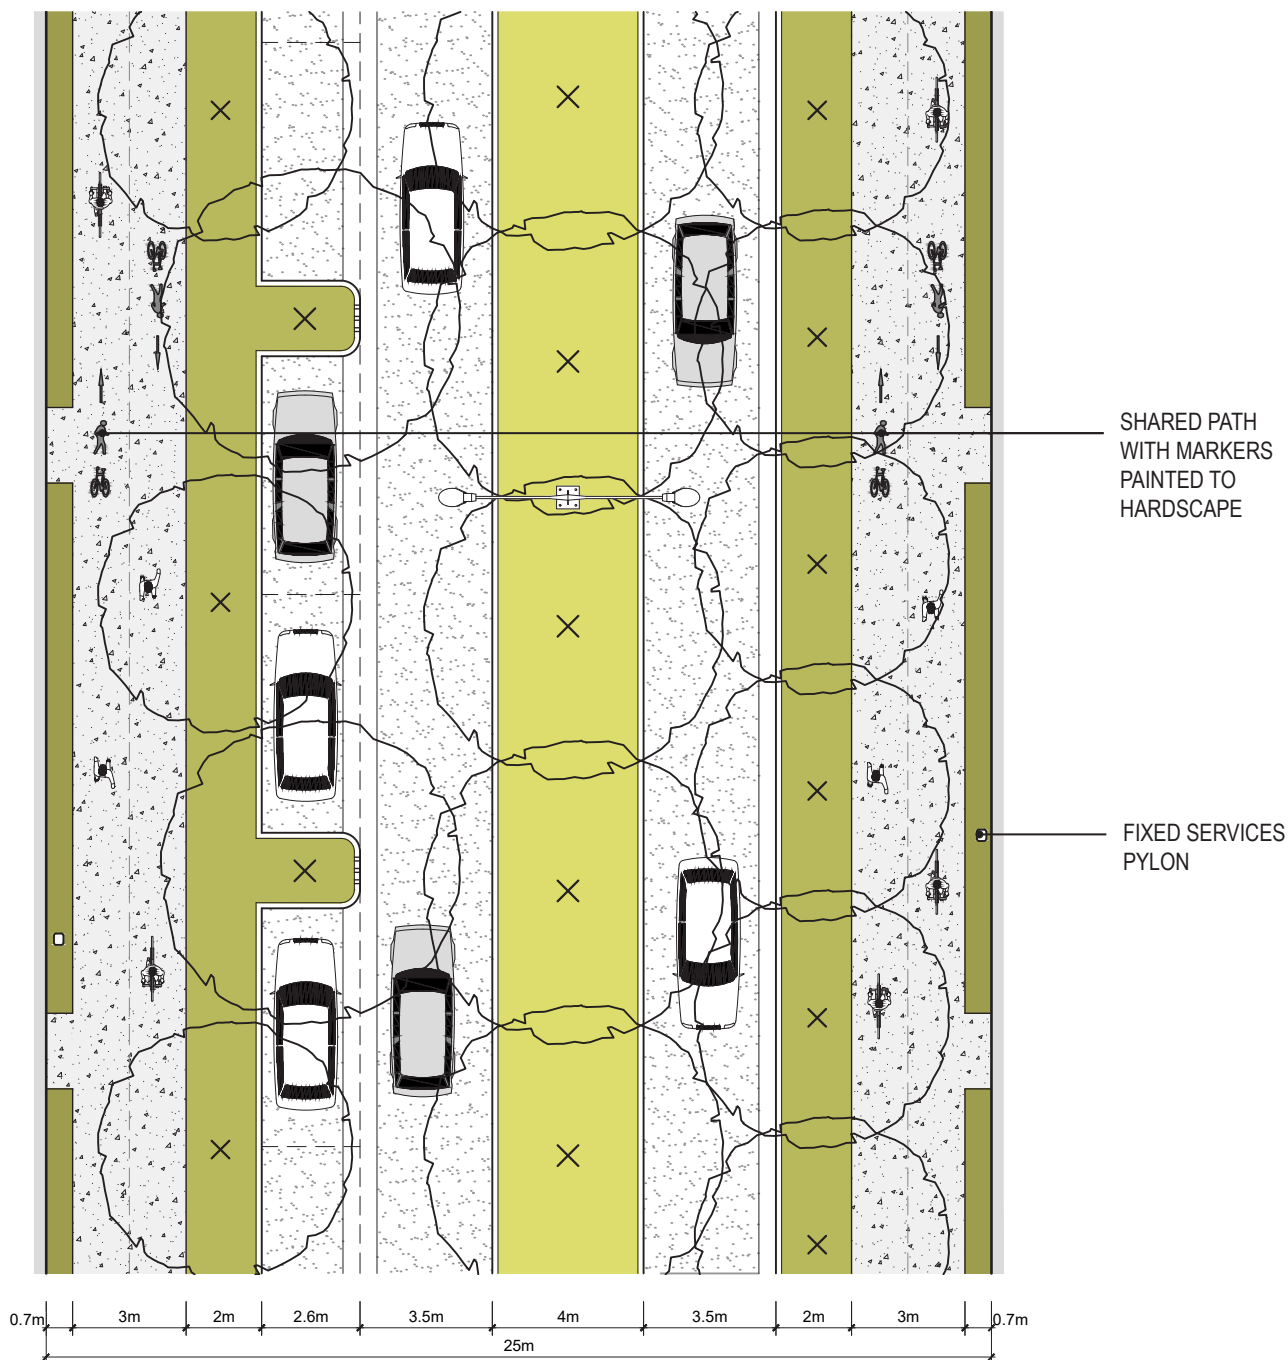 SHARED PATH
WITH MARKERS
PAINTED TO
HARDSCAPE
FIXED SERVICES
PYLON
0.7m 3m 2m 2.6m 3.5m 4m 3.5m 2m 3m 0.7m
25m